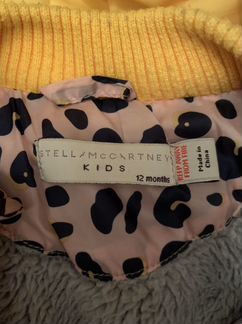 STELLA McCARTNEY
KIDS
12 months
KEEP AWAY
FROM FIRE
Made in
China